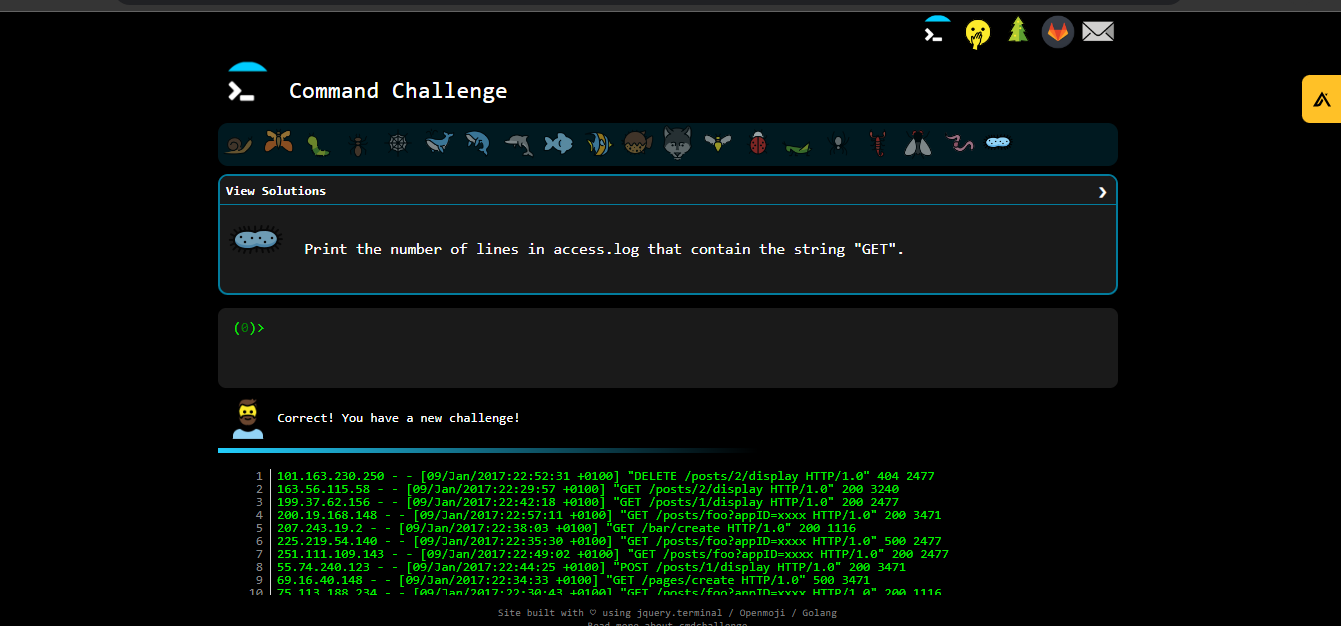 Command Challenge
View Solutions
Print the number of lines in access.log that contain the string "GET".
(0)>
Correct! You have a new challenge!
1 101.163.230.250 - - [09/Jan/2017:22:52:31 +0100] "DELETE /posts/2/display HTTP/1.0" 404 2477
2 163.56.115.58 - - [09/Jan/2017:22:29:57 +0100] "GET /posts/2/display HTTP/1.0" 200 3240
3 199.37.62.156 - - [09/Jan/2017:22:42:18 +0100] "GET /posts/1/display HTTP/1.0" 200 2477
4 200.19.168.148 - - [09/Jan/2017:22:57:11 +0100] "GET /posts/foo?appID=xxxx HTTP/1.0" 200 3471
5 207.243.19.2 - - [09/Jan/2017:22:38:03 +0100] "GET /bar/create HTTP/1.0" 200 1116
6 225.219.54.140 - - [09/Jan/2017:22:35:30 +0100] "GET /posts/foo?appID=xxxx HTTP/1.0" 500 2477
7 251.111.109.143 - - [09/Jan/2017:22:49:02 +0100] "GET /posts/foo?appID=xxxx HTTP/1.0" 200 2477
8 55.74.240.123 - - [09/Jan/2017:22:44:25 +0100] "POST /posts/1/display HTTP/1.0" 200 3471
9 69.16.40.148 - - [09/Jan/2017:22:34:33 +0100] "GET /pages/create HTTP/1.0" 500 3471
10 75.113.188.234 - - [09/Jan/2017:22:30:43 +0100] "GET /posts/foo?appID=xxxx HTTP/1.0" 200 1116
Site built with ♡ using jquery.terminal / Openmoji / Golang
Read more about cmdchallenge